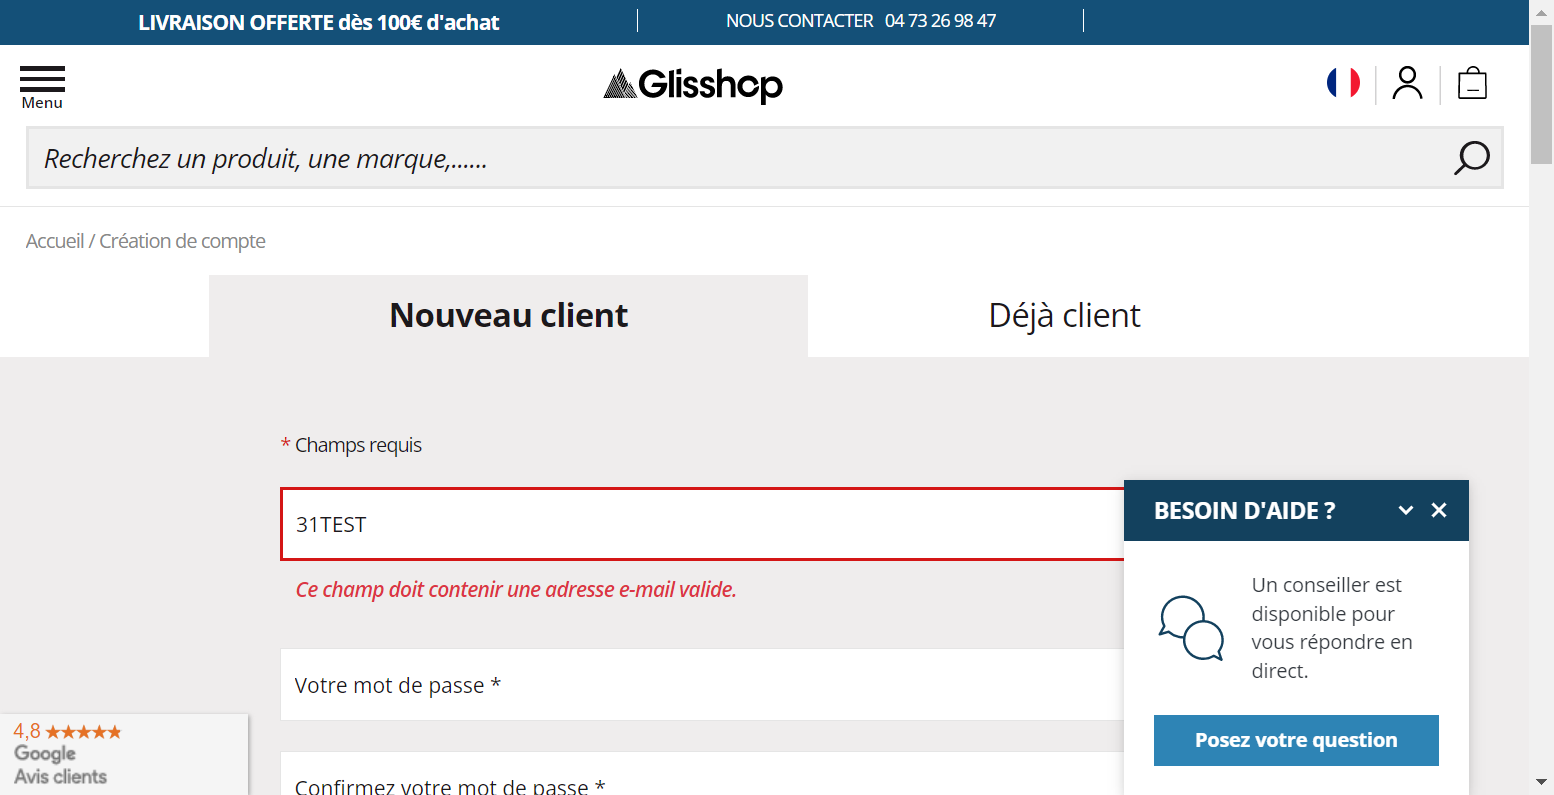 LIVRAISON OFFERTE dès 100€ d'achat
NOUS CONTACTER 04 73 26 98 47
Menu
Glisshop
Recherchez un produit, une marque,......
Accueil / Création de compte
Nouveau client
Déjà client
* Champs requis
31TEST
Ce champ doit contenir une adresse e-mail valide.
Votre mot de passe *
Confirmez votre mot de passe *
BESOIN D'AIDE ?
Un conseiller est
disponible pour
vous répondre en
direct.
Posez votre question
4,8
Google
Avis clients